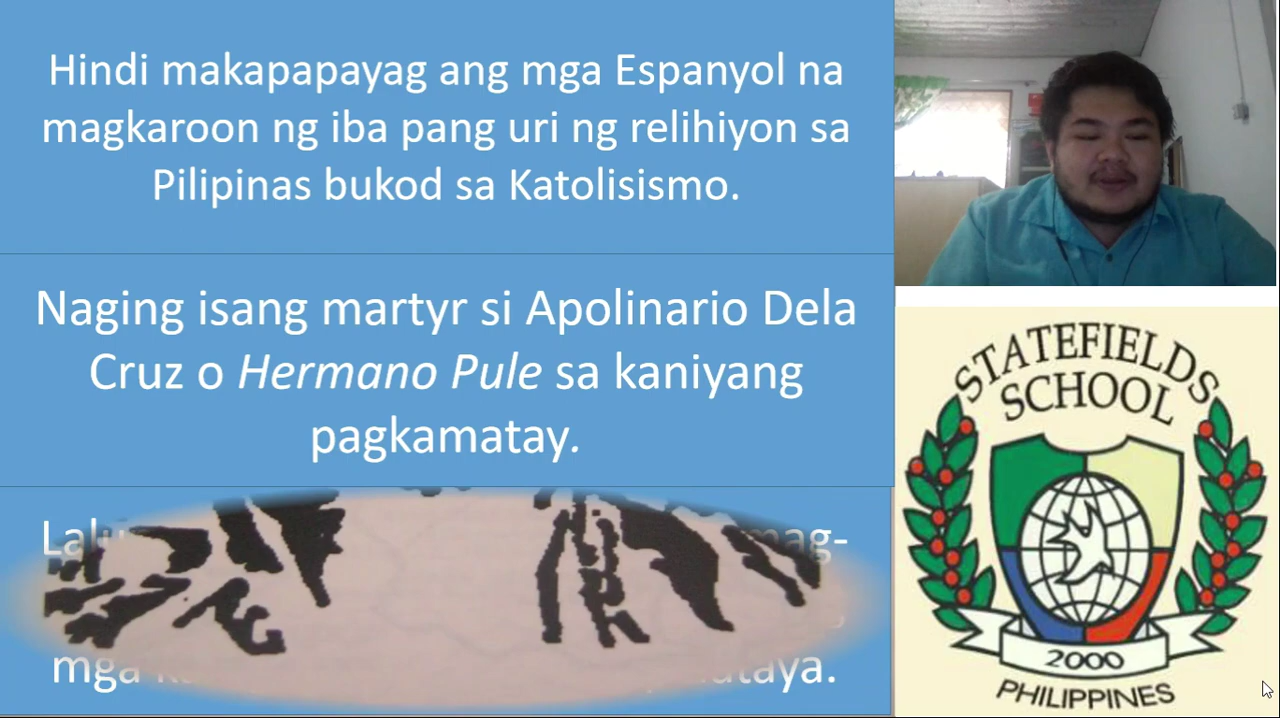 Hindi makapapayag ang mga Espanyol na
magkaroon ng iba pang uri ng relihiyon sa
Pilipinas bukod sa Katolisismo.
Naging isang martyr si Apolinario Dela
Cruz o Hermano Pule sa kaniyang
pagkamatay.
mag-
mga
STATEFIELDS
SCHOOL
2000
PHILIPPINES